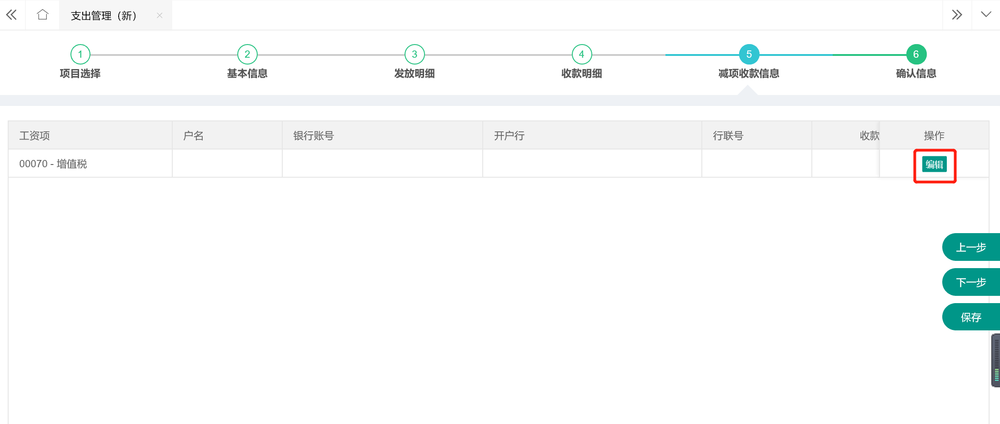 支出管理（新）
1 2 3 4 5 6
项目选择 基本信息 发放明细 收款明细 减项收款信息 确认信息
工资项 户名 银行账号 开户行 行联号 收款 操作
00070 - 增值税 编辑
上一步
下一步
保存